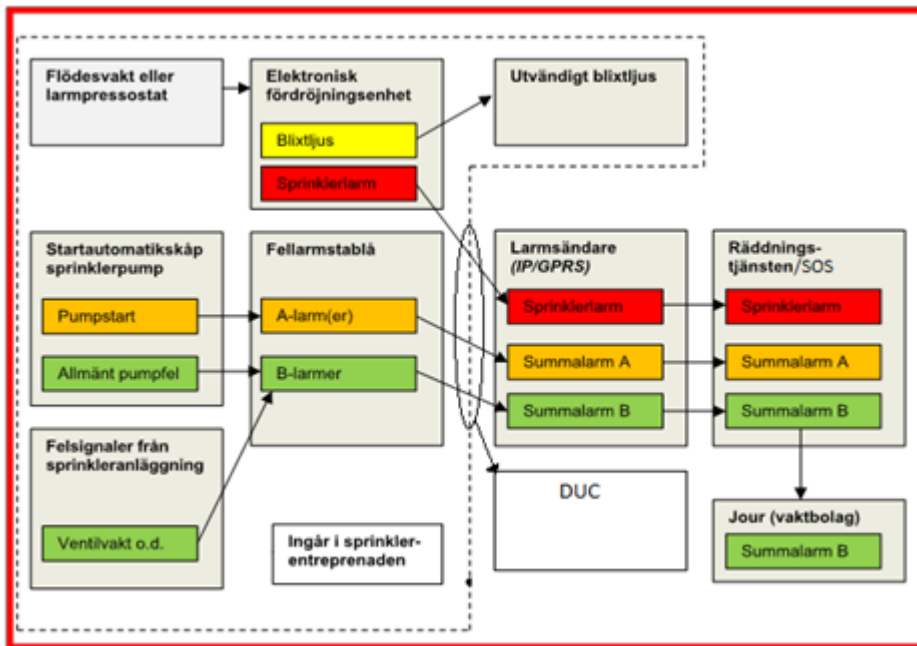 Flödesvakt eller
larmpressostat
Elektronisk
fördröjningsenhet
Blixtljus
Sprinklerlarm
Utvändigt blixtljus
Startautomatikskåp
sprinklerpump
Pumpstart
Allmänt pumpfel
Fellarmstablå
A-larm(er)
B-larmer
Larmsändare
(IP/GPRS)
Sprinklerlarm
Summalarm A
Summalarm B
Räddnings-
tjänsten/SOS
Sprinklerlarm
Summalarm A
Summalarm B
Felsignaler från
sprinkleranläggning
Ventilvakt o.d.
Ingår i sprinkler-
entreprenaden
DUC
Jour (vaktbolag)
Summalarm B